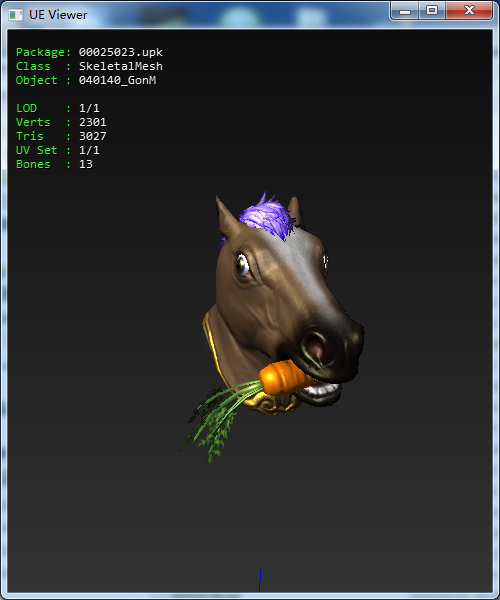 UE Viewer
Package: 00025023.upk
Class : SkeletalMesh
Object : 040140_GonM
LOD : 1/1
Verts : 2301
Tris : 3027
UV Set : 1/1
Bones : 13